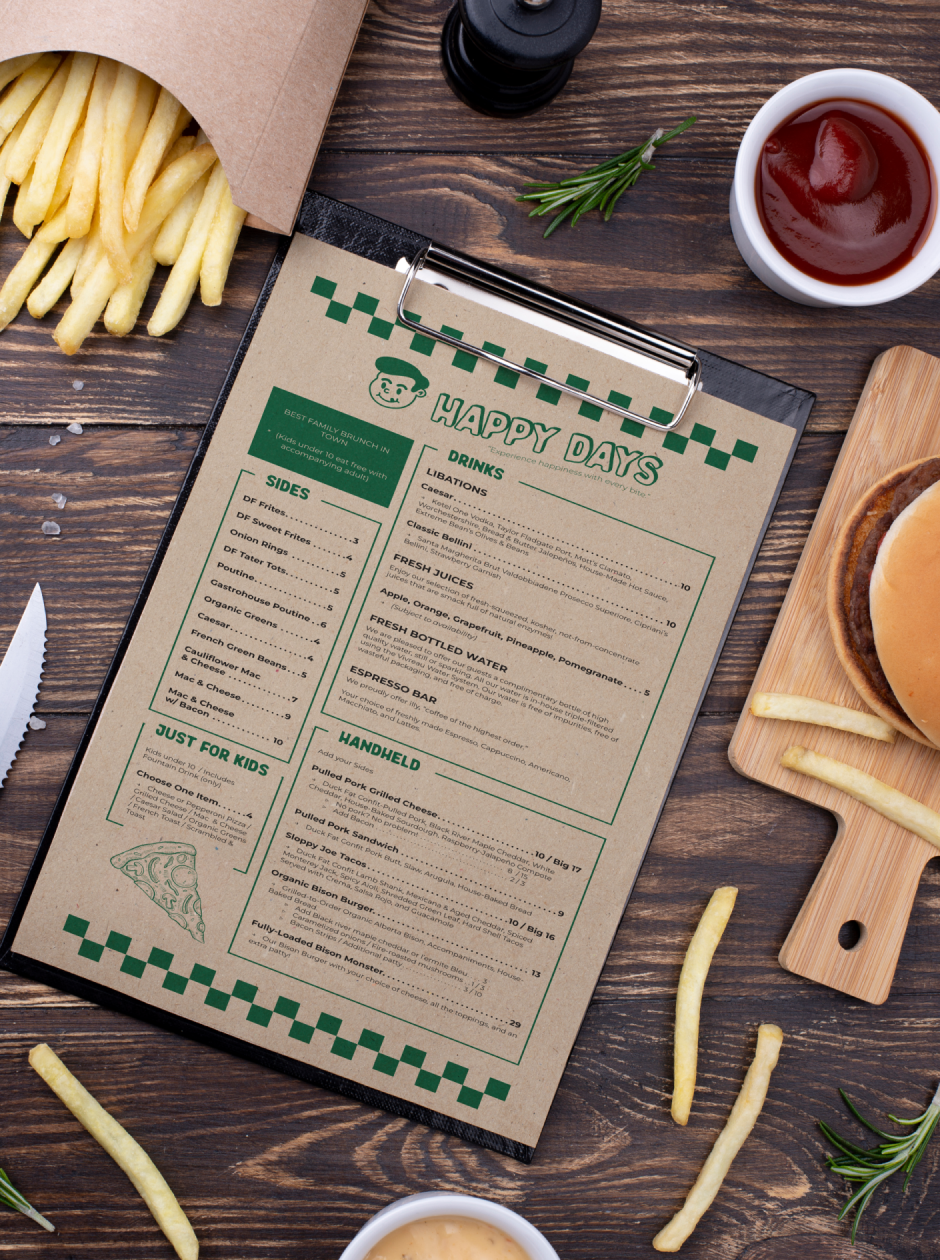 HAPPY DAYS
"Experience happiness with every bite."
BEST FAMILY BRUNCH IN
TOWN
(Kids under 10 eat free with
accompanying adult)
SIDES
DF Frites..........3
DF Sweet Frites..........4
Onion Rings..........5
DF Tater Tots..........5
Poutine..........5
Castrohouse Poutine..6
Organic Greens..........4
Caesar..........4
French Green Beans..5
Cauliflower Mac
& Cheese..........7
Mac & Cheese..........9
Mac & Cheese
w/ Bacon..........10
JUST FOR KIDS
Kids under 10 / Includes
Fountain Drink (only)
Choose One Item.....4
Cheese or Pepperoni Pizza /
Grilled Cheese / Mac & Cheese
/ Caesar Salad / Organic Greens
/ French Toast / Scrambled &
Toast
DRINKS
LIBATIONS
Caesar..........10
Ketel One Vodka, Taylor Fladgate Port, Mott's Clamato,
Worchestershire, Bread & Butter Jalepenos, House-Made Hot Sauce,
Extreme Bean's Olives & Beans
Classic Bellini..........10
Santa Margherita Brut Valdobbiadene Prosecco Superiore, Cipriani's
Bellini, Strawberry Garnish
FRESH JUICES
Enjoy our selection of fresh-squeezed, kosher, not-from-concentrate
juices that are smack full of natural enzymes!
Apple, Orange, Grapefruit, Pineapple, Pomegranate.....5
(Subject to availability)
FRESH BOTTLED WATER
We are pleased to offer our guests a complimentary bottle of high
quality water, still or sparkling. All our water is in-house triple-filtered
using the Vivreau Water System. Our water is free of impurities, free of
wasteful packaging, and free of charge.
ESPRESSO BAR
We proudly offer illy, "coffee of the highest order."
Your choice of freshly made Espresso, Cappuccino, Americano,
Macchiato, and Lattes.
HANDHELD
Add your Sides
Pulled Pork Grilled Cheese..........10 / Big 17
Duck Fat Confit-Pulled Pork, Black River Maple Cheddar, White
Cheddar, House-Baked Sourdough, Raspberry-Jalapeño Compote
No pork? No problem! 8 / 15
Add Bacon 2 / 3
Pulled Pork Sandwich..........9
Duck Fat Confit Pork Butt, Slaw, Arugula, House-Baked Bread
Sloppy Joe Tacos..........10 / Big 16
Duck Fat Confit Lamb Shank, Mexicana & Aged Cheddar, Spiced
Monterey Jack, Spicy Aioli, Shredded Green Leaf, Hard Shell Tacos
Served with Crema, Salsa Rojo, and Guacamole
Organic Bison Burger..........13
Grilled-to-Order Organic Alberta Bison, Accompaniments, House-
Baked Bread
Add Black river maple cheddar or Termite Bleu 3
Caramelized onions / Fire-roasted mushrooms 1 / 3
Bacon Strips / Additional patty 3 / 10
Fully-Loaded Bison Monster..........29
Our Bison Burger with your choice of cheese, all the toppings, and an
extra patty!